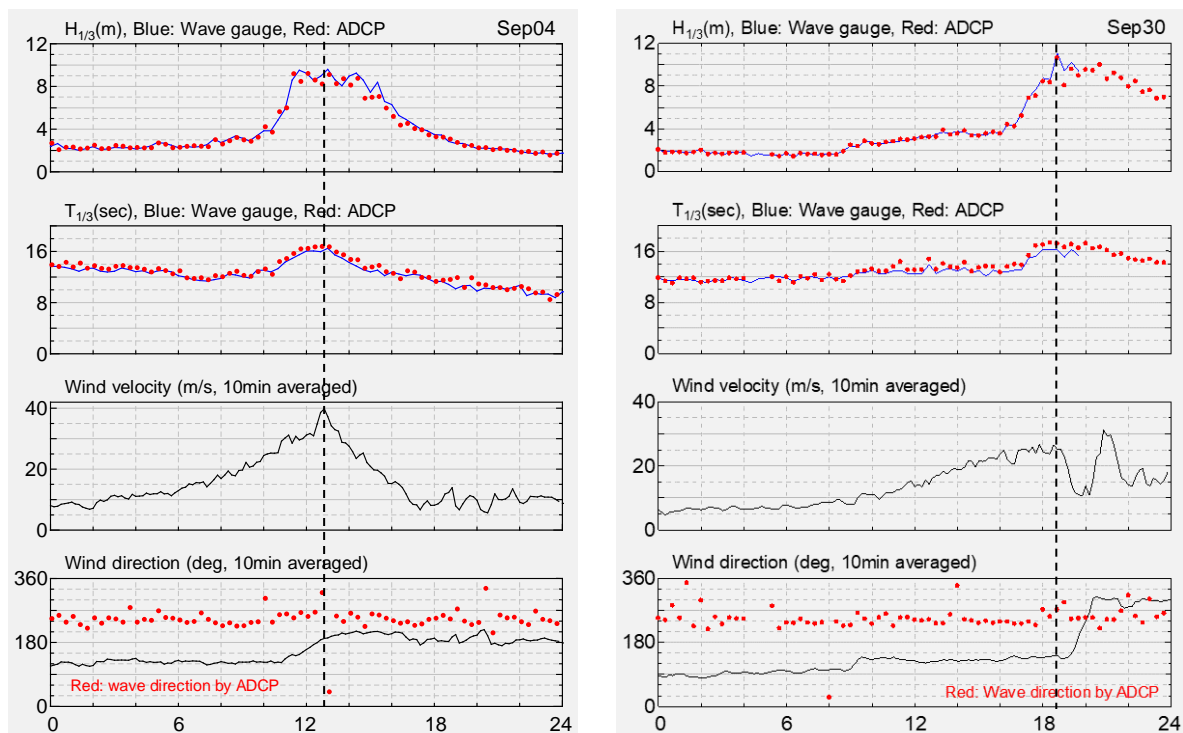 H1/3(m), Blue: Wave gauge, Red: ADCP Sep04
12
8
4
0
T1/3(sec), Blue: Wave gauge, Red: ADCP
16
8
0
Wind velocity (m/s, 10min averaged)
40
20
0
Wind direction (deg, 10min averaged)
360
180
0
Red: wave direction by ADCP
0 6 12 18 24
H1/3(m), Blue: Wave gauge, Red: ADCP Sep30
12
8
4
0
T1/3(sec), Blue: Wave gauge, Red: ADCP
16
8
0
Wind velocity (m/s, 10min averaged)
40
20
0
Wind direction (deg, 10min averaged)
360
180
0
Red: Wave direction by ADCP
0 6 12 18 24